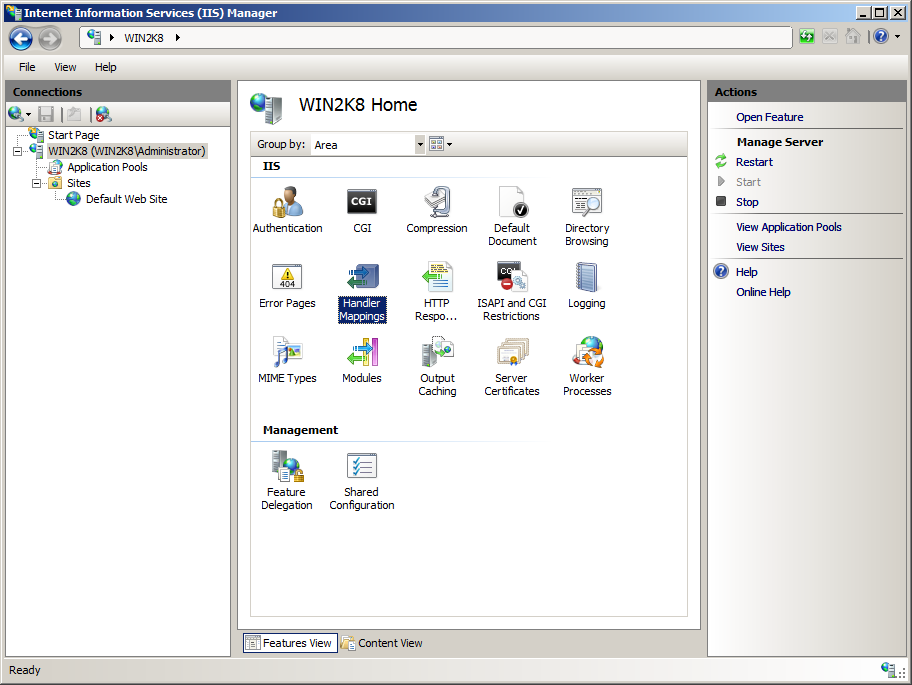 Internet Information Services (IIS) Manager
WIN2K8
File View Help
Connections
Start Page
WIN2K8 (WIN2K8\Administrator)
Application Pools
Sites
Default Web Site
WIN2K8 Home
Group by: Area
IIS
Authentication
CGI
CGI
Compression
Default
Document
Directory
Browsing
404
Error Pages
Handler
Mappings
HTTP
Respo...
CGI
ISAPI and CGI
Restrictions
Logging
MIME Types
Modules
Output
Caching
Server
Certificates
Worker
Processes
Management
Feature
Delegation
Shared
Configuration
Features View
Content View
Actions
Open Feature
Manage Server
Restart
Start
Stop
View Application Pools
View Sites
Help
Online Help
Ready